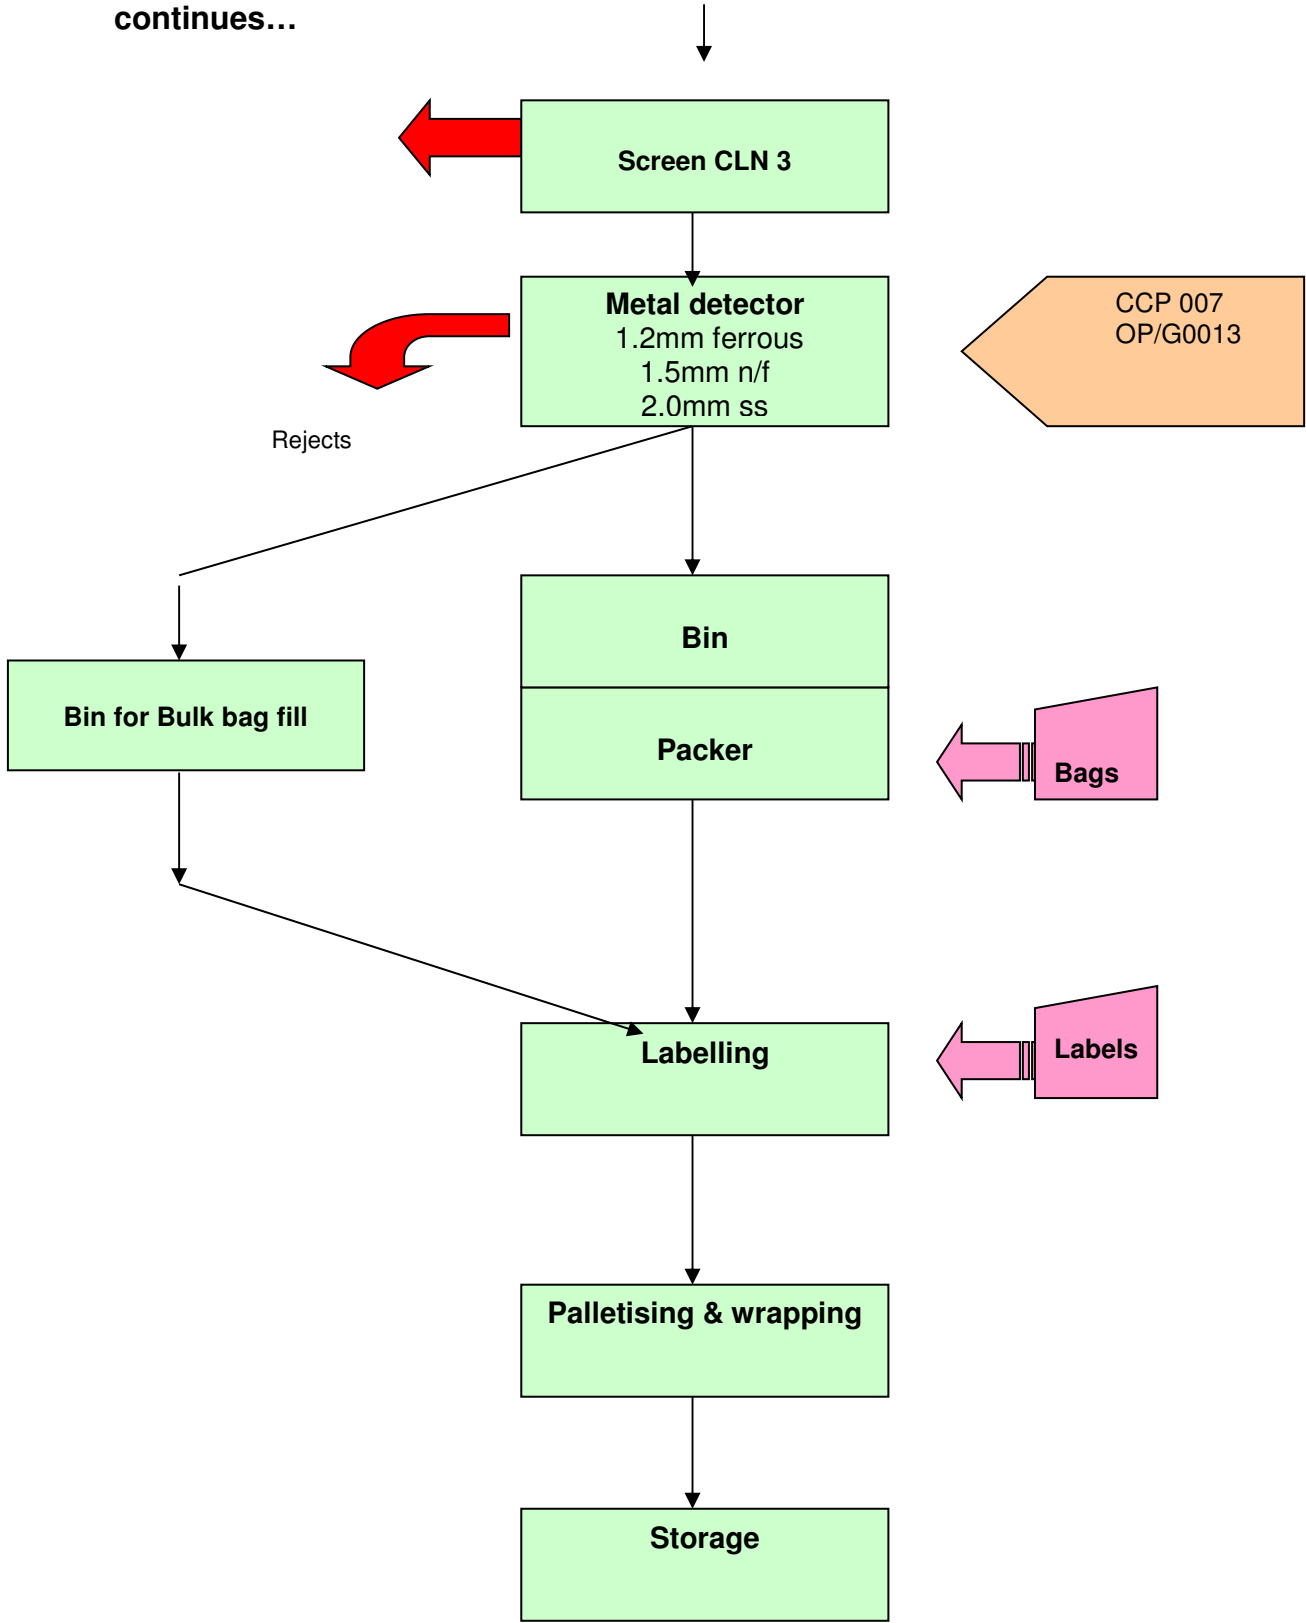 continues…
Screen CLN 3
Metal detector
1.2mm ferrous
1.5mm n/f
2.0mm ss
CCP 007
OP/G0013
Rejects
Bin
Bin for Bulk bag fill
Packer
Bags
Labelling
Labels
Palletising & wrapping
Storage